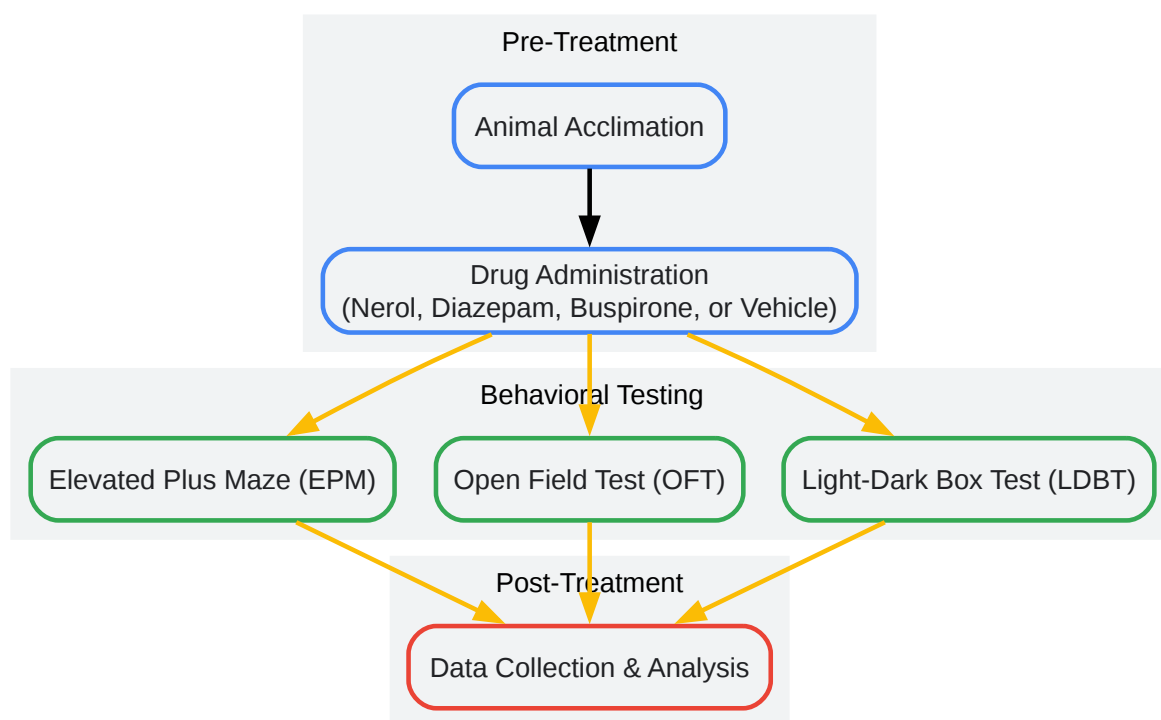 Pre-Treatment
Animal Acclimation
Drug Administration
(Nerol, Diazepam, Buspirone, or Vehicle)
Behavioral Testing
Elevated Plus Maze (EPM)
Open Field Test (OFT)
Light-Dark Box Test (LDBT)
Post-Treatment
Data Collection & Analysis